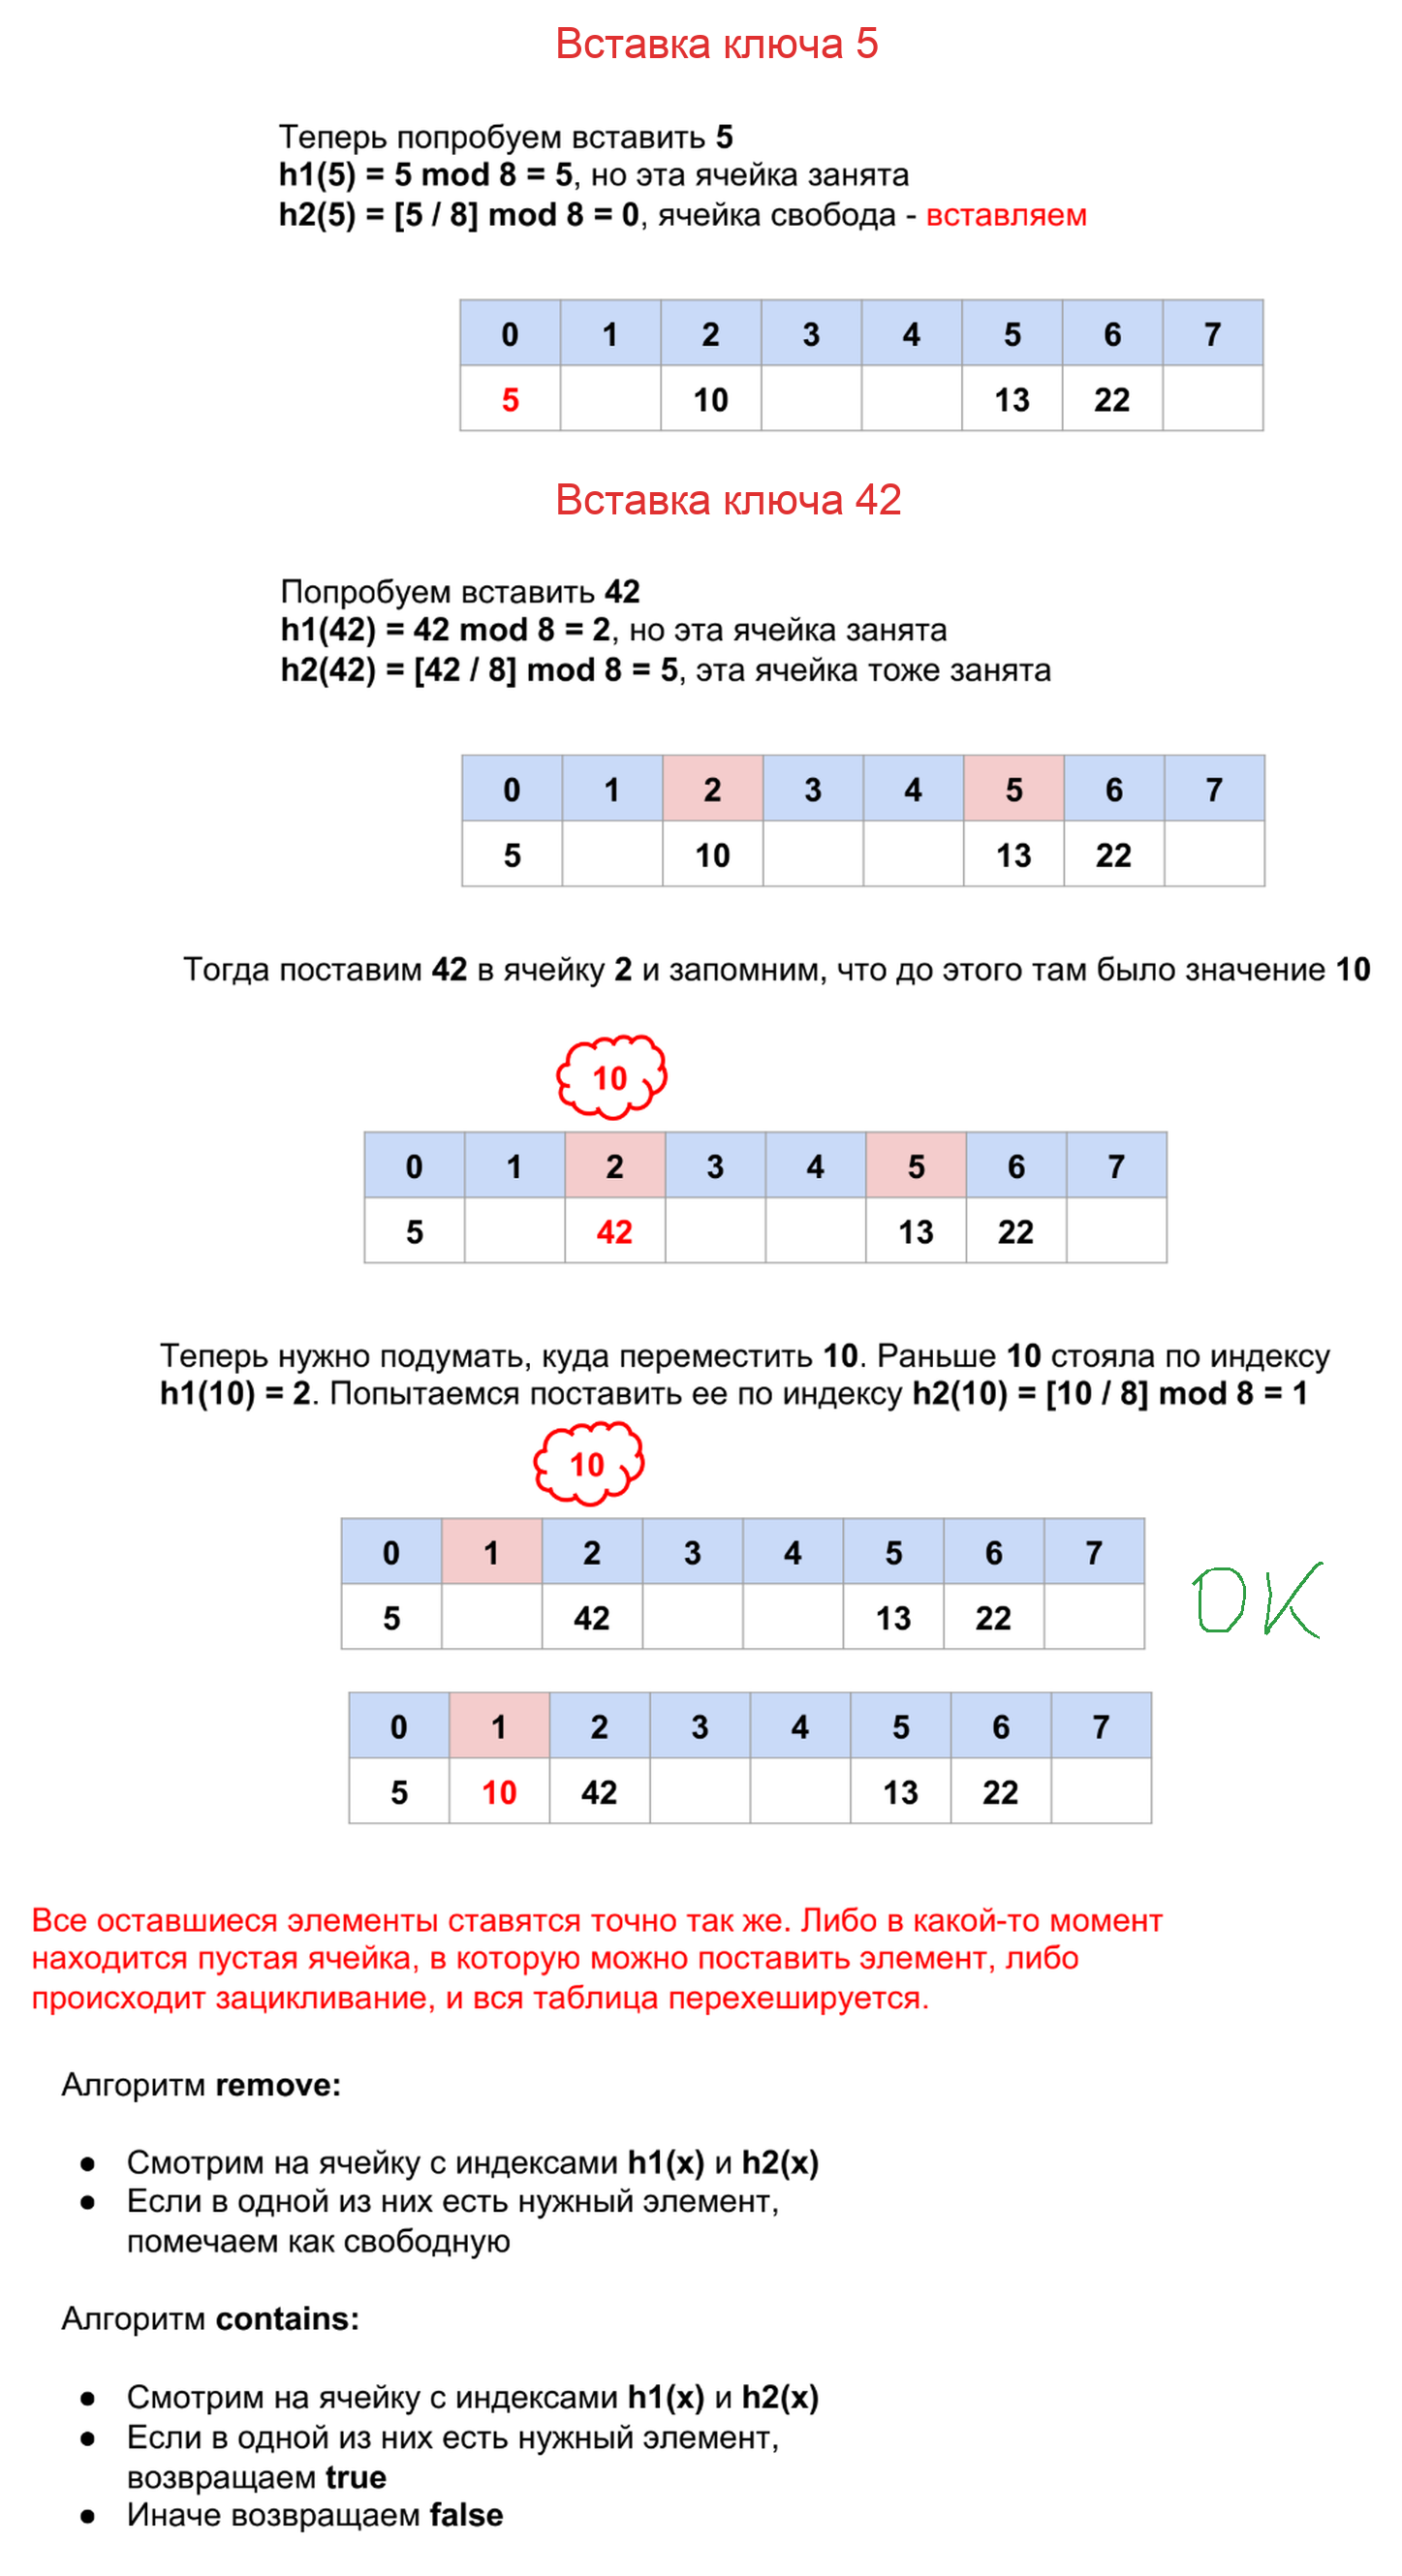 Вставка ключа 5
Теперь попробуем вставить 5
h1(5) = 5 mod 8 = 5, но эта ячейка занята
h2(5) = [5 / 8] mod 8 = 0, ячейка свобода - вставляем
0 1 2 3 4 5 6 7
5 10 13 22
Вставка ключа 42
Попробуем вставить 42
h1(42) = 42 mod 8 = 2, но эта ячейка занята
h2(42) = [42 / 8] mod 8 = 5, эта ячейка тоже занята
0 1 2 3 4 5 6 7
5 10 13 22
Тогда поставим 42 в ячейку 2 и запомним, что до этого там было значение 10
10
0 1 2 3 4 5 6 7
5 42 13 22
Теперь нужно подумать, куда переместить 10. Раньше 10 стояла по индексу
h1(10) = 2. Попытаемся поставить ее по индексу h2(10) = [10 / 8] mod 8 = 1
10
0 1 2 3 4 5 6 7
5 42 13 22
OK
0 1 2 3 4 5 6 7
5 10 42 13 22
Все оставшиеся элементы ставятся точно так же. Либо в какой-то момент
находится пустая ячейка, в которую можно поставить элемент, либо
происходит зацикливание, и вся таблица перехешируется.
Алгоритм remove:
● Смотрим на ячейку с индексами h1(x) и h2(x)
● Если в одной из них есть нужный элемент,
помечаем как свободную
Алгоритм contains:
● Смотрим на ячейку с индексами h1(x) и h2(x)
● Если в одной из них есть нужный элемент,
возвращаем true
● Иначе возвращаем false